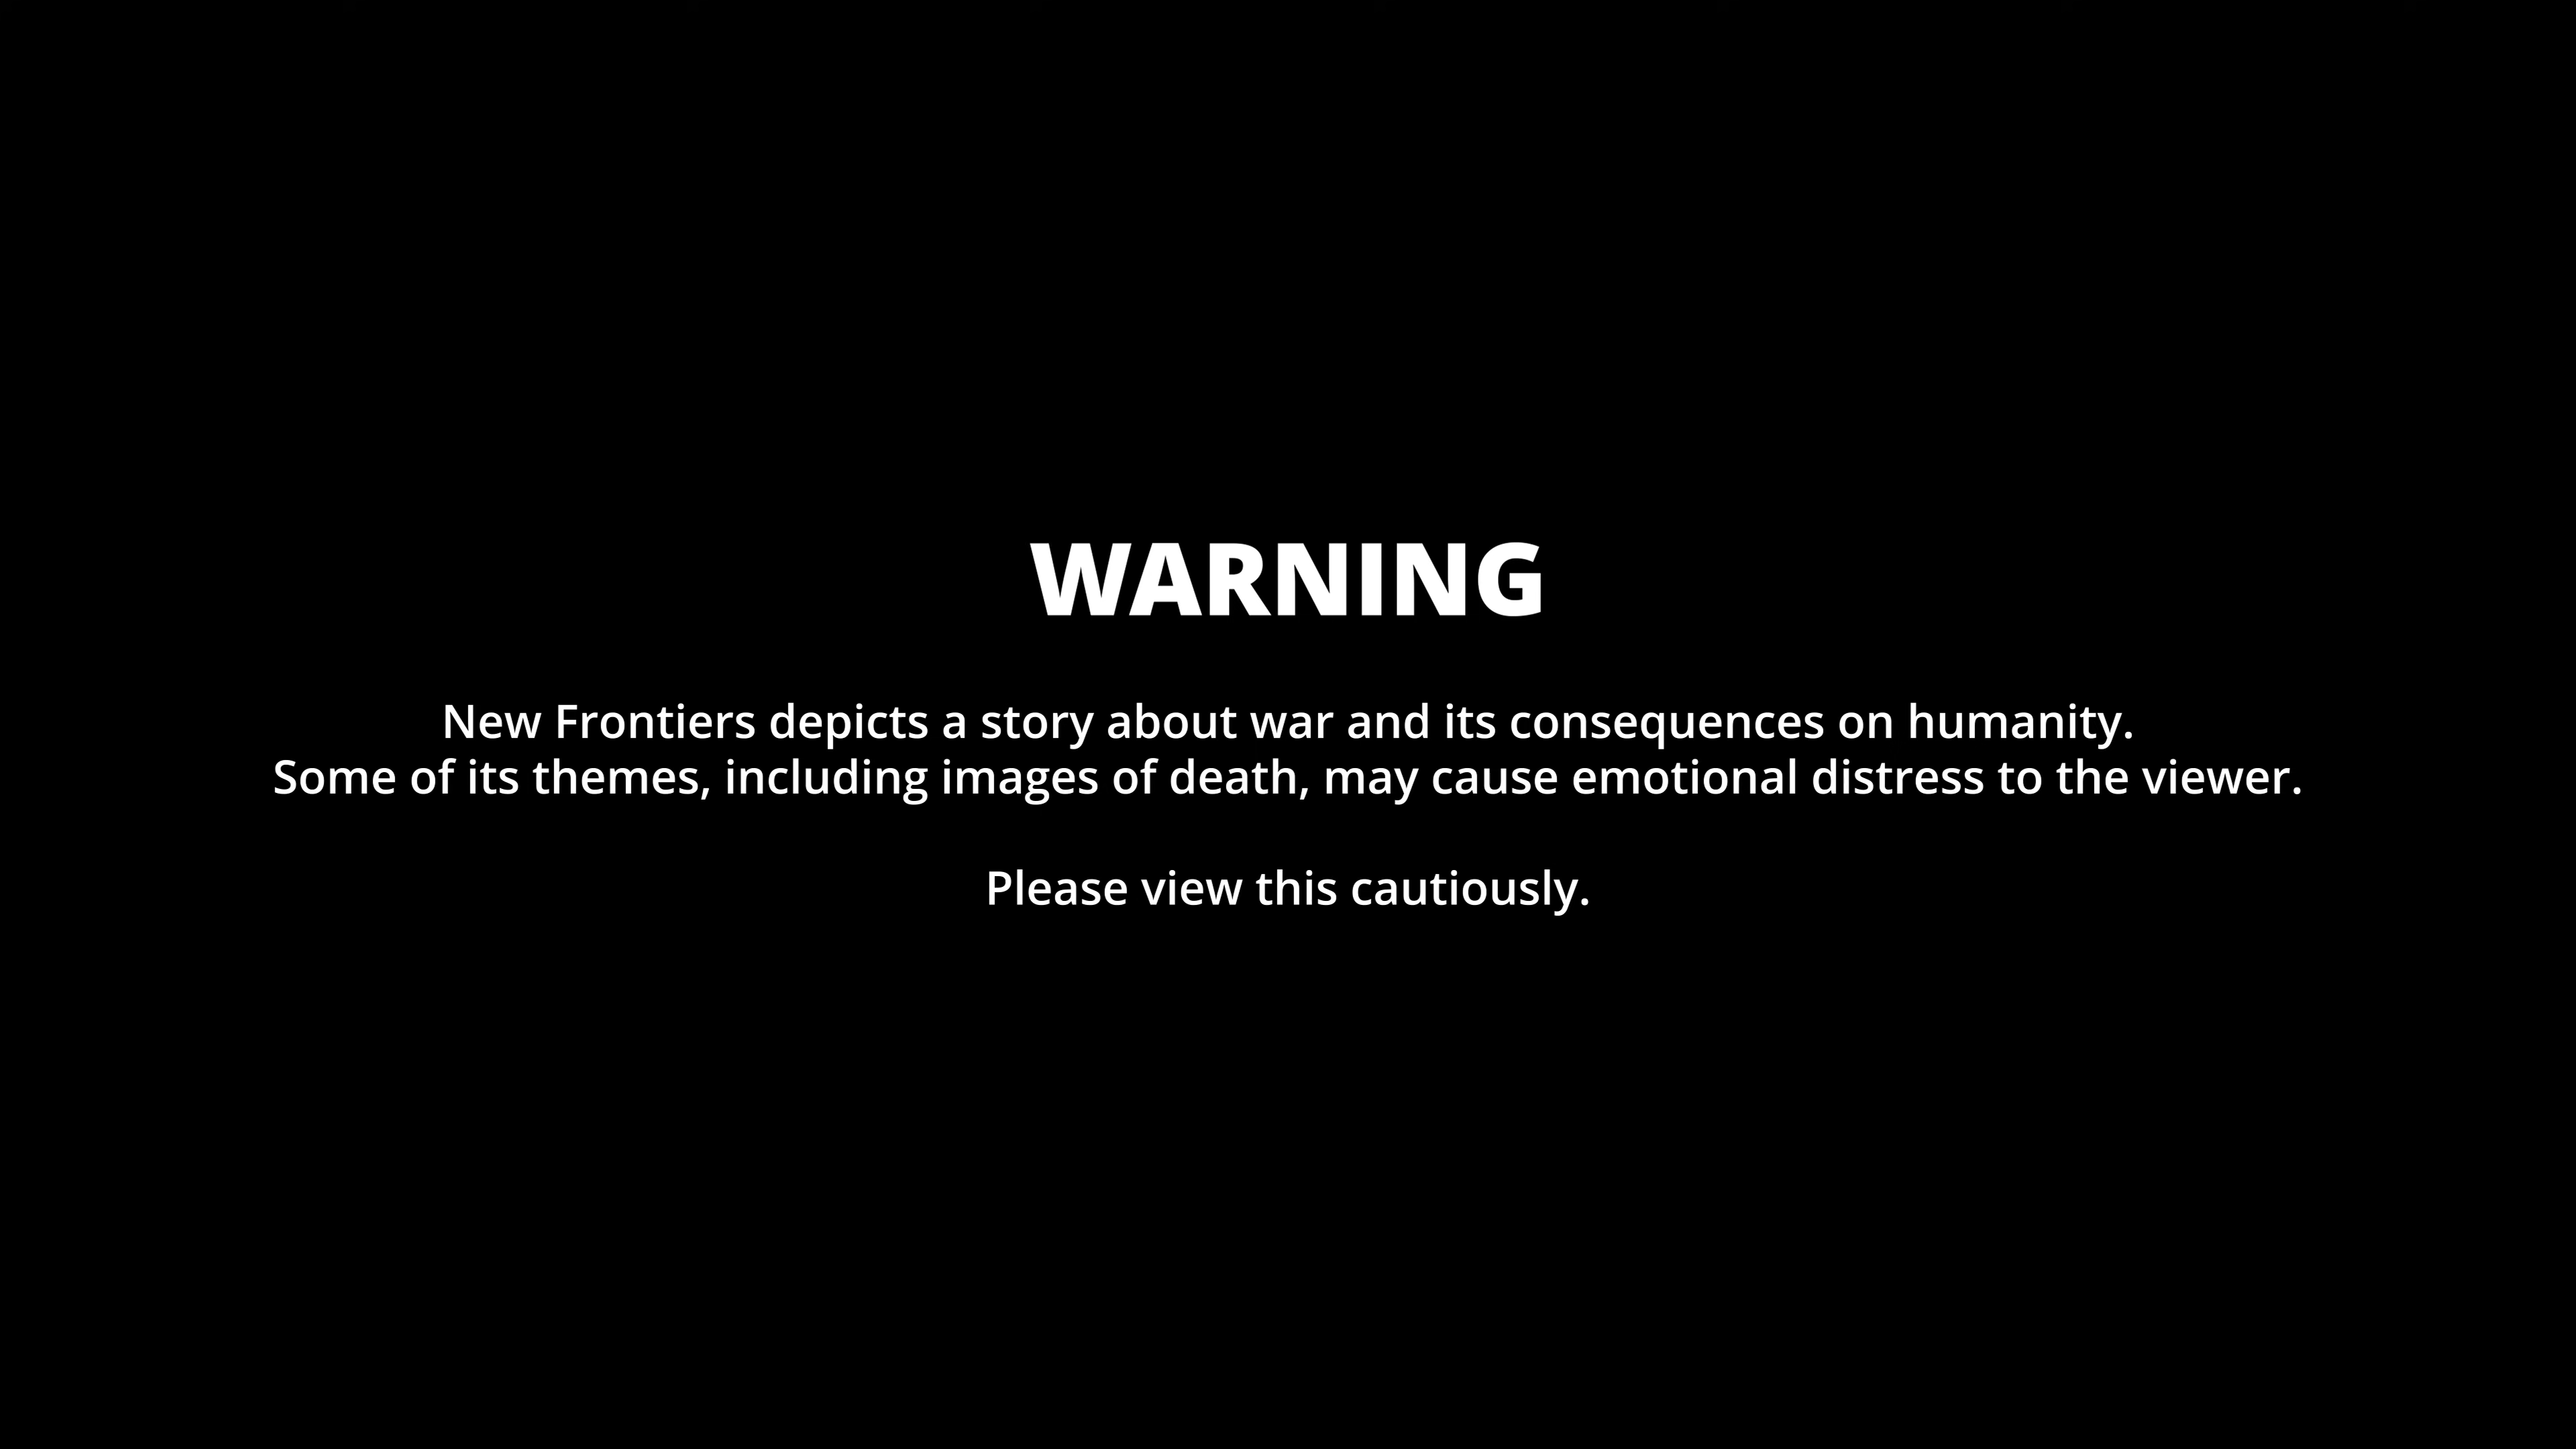 WARNING
New Frontiers depicts a story about war and its consequences on humanity.
Some of its themes, including images of death, may cause emotional distress to the viewer.
Please view this cautiously.